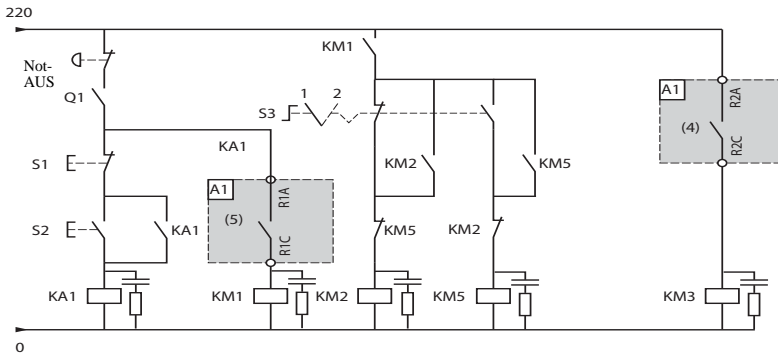 220
Not-
AUS
Q1
S1
S2
KA1
KA1
KA1
A1
(5)
R1A
R1C
KM1
KM1
S3
1
2
KM2
KM5
KM5
KM2
KM2
KM5
A1
(4)
R2A
R2C
KM3
0